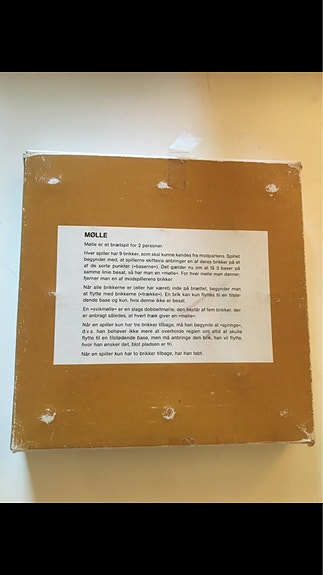 MØLLE
Mølle er et brætspil for 2 personer.
Hver spiller har 9 brikker, som skal kunne kendes fra modpartens. Spillet
begynder med, at spillerne skiftevis anbringer en af deres brikker på et
af de sorte punkter (»baserne«). Det gælder nu om at få 3 baser på
samme linie besat, så har man en »mølle«. For hver mølle man danner,
fjerner man en af modspillerens brikker.
Når alle brikkerne er (eller har været) inde på brættet, begynder man
at flytte med brikkerne (»trække«). En brik kan kun flyttes til en tilstø-
dende base og kun, hvis denne ikke er besat.
En »svikmølle« er en slags dobbeltmølle, den består af fem brikker, der
er anbragt således, at hvert træk giver en »mølle«
Når en spiller kun har tre brikker tilbage, må han begynde at »springe«,
d.v.s. han behøver ikke mere at overholde reglen om altid at skulle
flytte til en tilstødende base, men må anbringe den brik, han vil flytte,
hvor han ønsker det, blot pladsen er fri.
Når en spiller kun har to brikker tilbage, har han tabt.